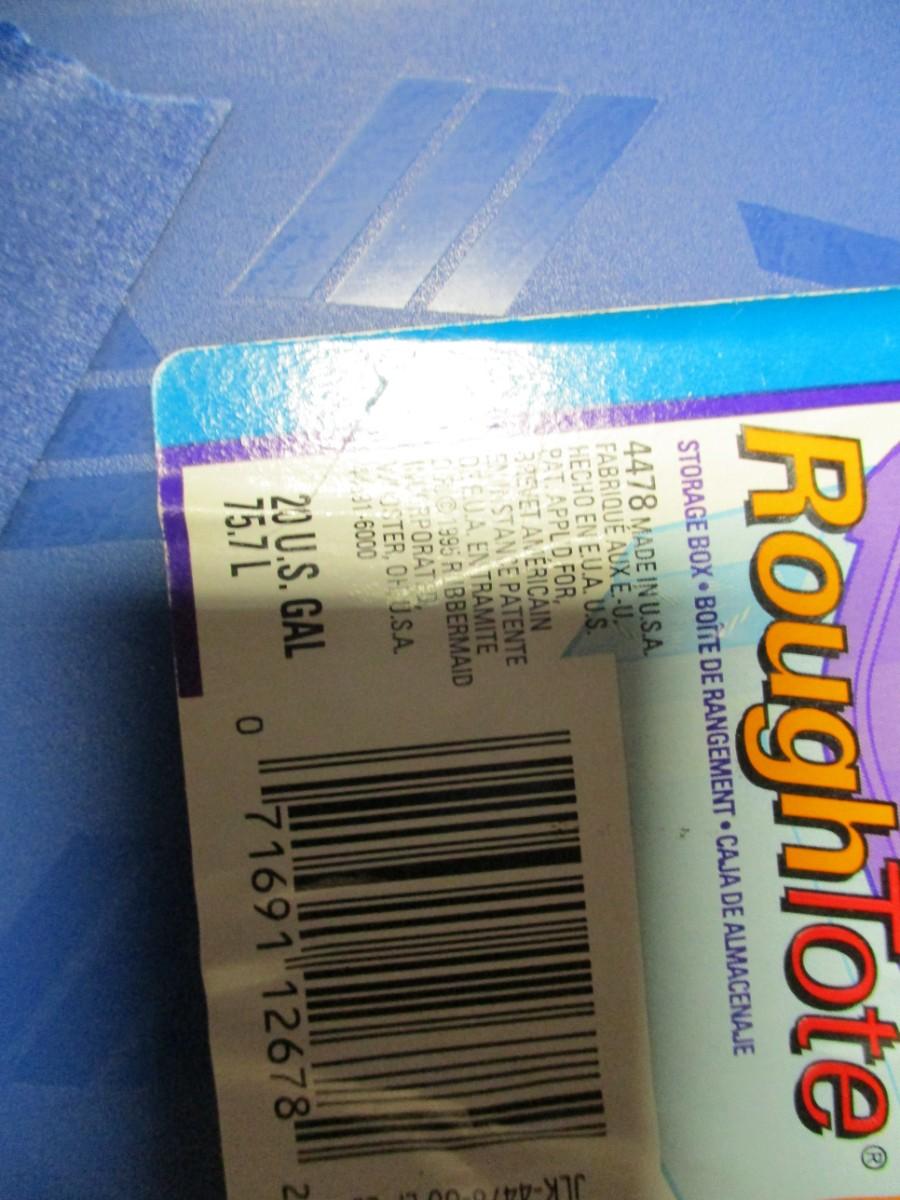 RoughTote®
STORAGE BOX • BOÎTE DE RANGEMENT • CAJA DE ALMACENAJE
4478 MADE IN U.S.A.
FABRIQUÉ AUX É.-U.
HECHO EN E.U.A. U.S.
PAT. APPL'D FOR,
BREVET AMÉRICAIN
EN INSTANCE PATENTE
DE E.U.A. EN TRAMITE
© 1995 RUBBERMAID
INCORPORATED,
WOOSTER, OH U.S.A.
20 U.S. GAL
75.7 L
0 71691 12678 2